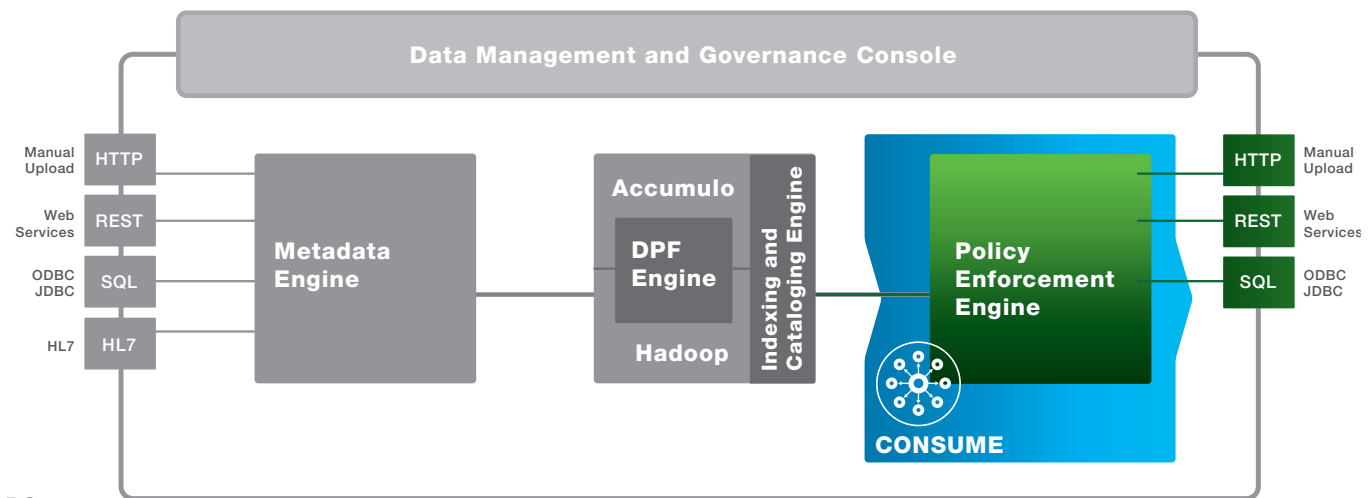 Data Management and Governance Console
Manual
Upload
HTTP
Web
Services
REST
ODBC
JDBC
SQL
HL7
HL7
Metadata
Engine
Accumulo
DPF
Engine
Hadoop
Indexing and
Cataloging Engine
Policy
Enforcement
Engine
CONSUME
HTTP
Manual
Upload
REST
Web
Services
SQL
ODBC
JDBC